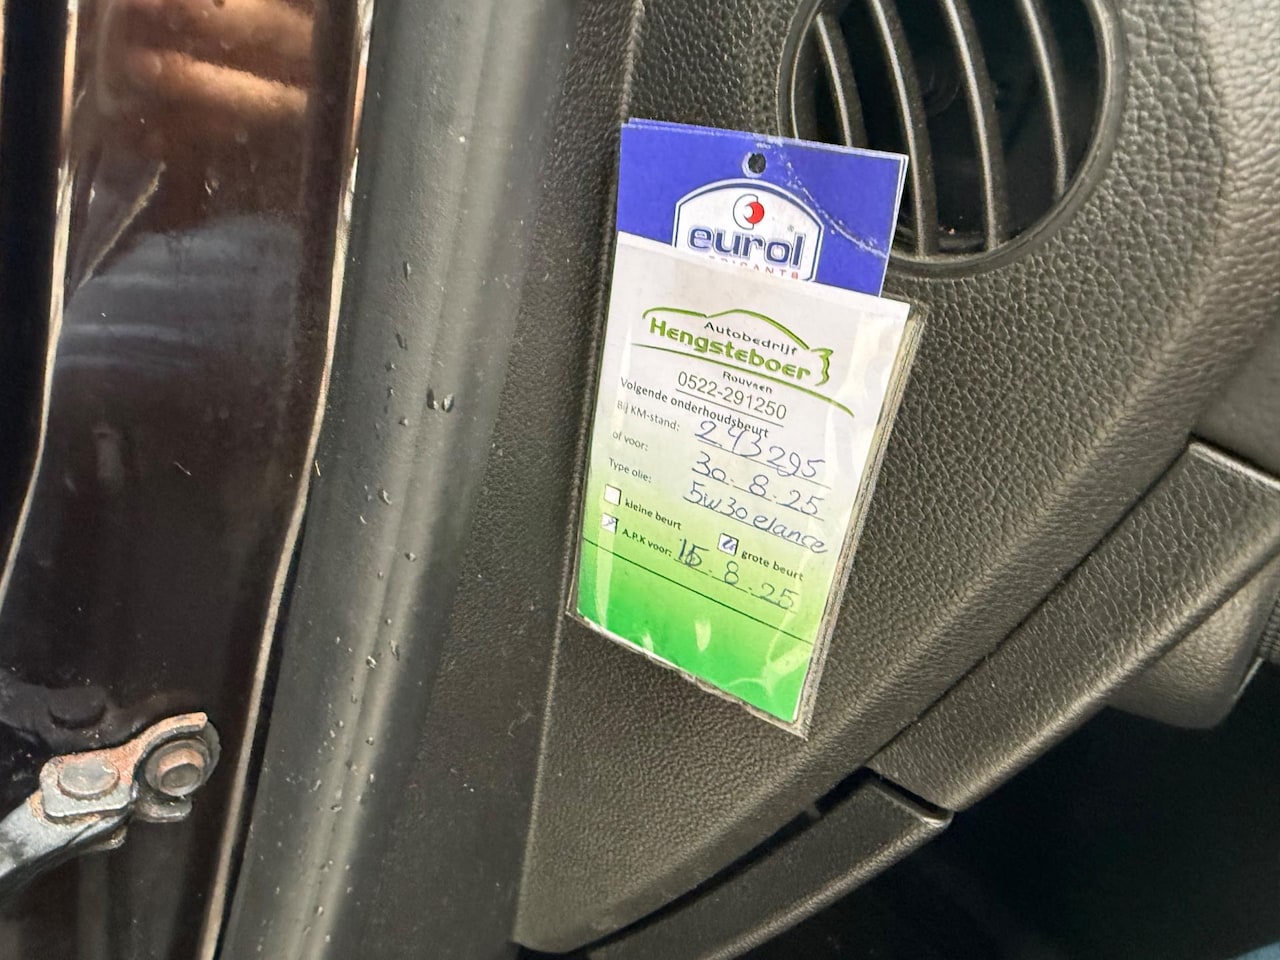 eurol
Autobedrijf
Hengsteboer
Rouveen
0522-291250
Volgende onderhoudsbeurt
Bij KM-stand: 243295
of voor: 30.8.25
Type olie: 5w30 elance
kleine beurt
grote beurt
A.P.K voor: 15.8.25